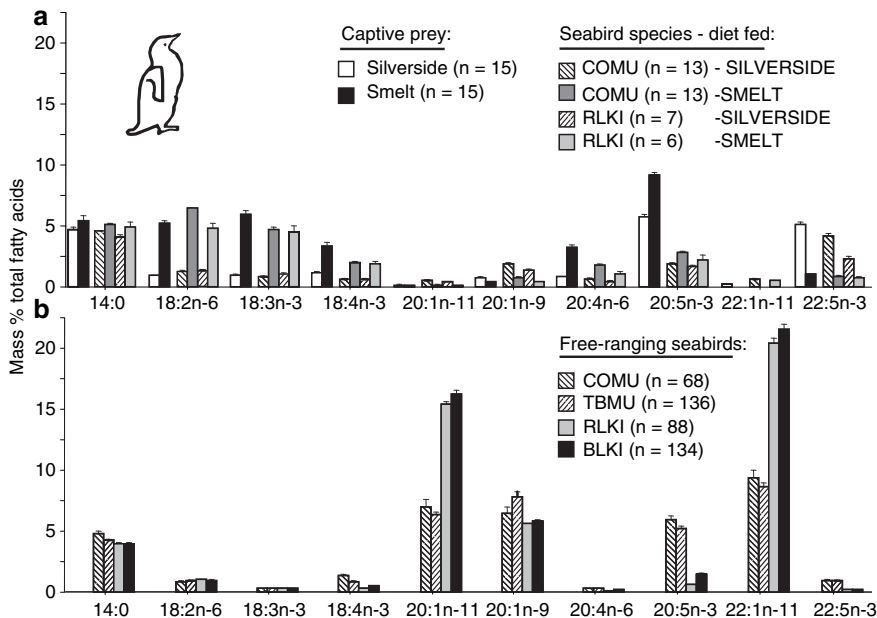 a
Captive prey:
Silverside (n = 15)
Smelt (n = 15)
Seabird species - diet fed:
COMU (n = 13) - SILVERSIDE
COMU (n = 13) -SMELT
RLKI (n = 7) -SILVERSIDE
RLKI (n = 6) -SMELT
20
15
10
5
0
14:0 18:2n-6 18:3n-3 18:4n-3 20:1n-11 20:1n-9 20:4n-6 20:5n-3 22:1n-11 22:5n-3
Mass % total fatty acids
b
Free-ranging seabirds:
COMU (n = 68)
TBMU (n = 136)
RLKI (n = 88)
BLKI (n = 134)
20
15
10
5
0
14:0 18:2n-6 18:3n-3 18:4n-3 20:1n-11 20:1n-9 20:4n-6 20:5n-3 22:1n-11 22:5n-3